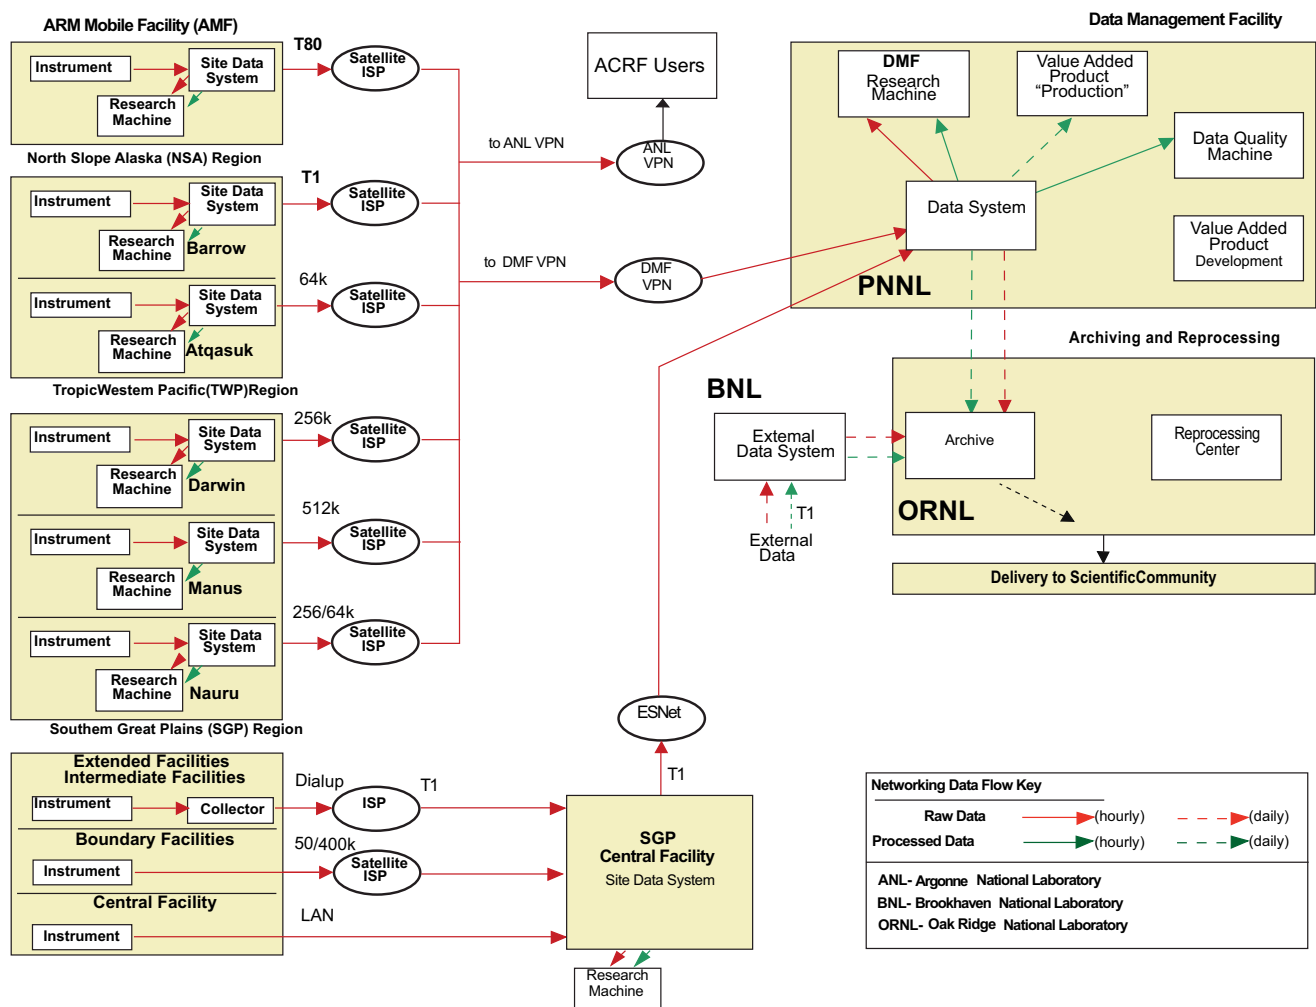 ARM Mobile Facility (AMF)
Instrument
Site Data
System
Research
Machine
T80
Satellite
ISP
North Slope Alaska (NSA) Region
Instrument
Site Data
System
Research
Machine
Barrow
T1
Satellite
ISP
Instrument
Site Data
System
Research
Machine
Atqasuk
64k
Satellite
ISP
TropicWestem Pacific(TWP)Region
Instrument
Site Data
System
Research
Machine
Darwin
256k
Satellite
ISP
Instrument
Site Data
System
Research
Machine
Manus
512k
Satellite
ISP
Instrument
Site Data
System
Research
Machine
Nauru
256/64k
Satellite
ISP
Southem Great Plains (SGP) Region
Extended Facilities
Intermediate Facilities
Instrument
Collector
Dialup
ISP
T1
Boundary Facilities
Instrument
50/400k
Satellite
ISP
Central Facility
Instrument
LAN
ACRF Users
to ANL VPN
ANL
VPN
to DMF VPN
DMF
VPN
ESNet
T1
SGP
Central Facility
Site Data System
Research
Machine
Data Management Facility
DMF
Research
Machine
Value Added
Product
“Production”
Data Quality
Machine
Data System
Value Added
Product
Development
PNNL
Archiving and Reprocessing
BNL
External
Data System
T1
External
Data
Archive
Reprocessing
Center
ORNL
Delivery to ScientificCommunity
Networking Data Flow Key
Raw Data (hourly) (daily)
Processed Data (hourly) (daily)
ANL- Argonne National Laboratory
BNL- Brookhaven National Laboratory
ORNL- Oak Ridge National Laboratory